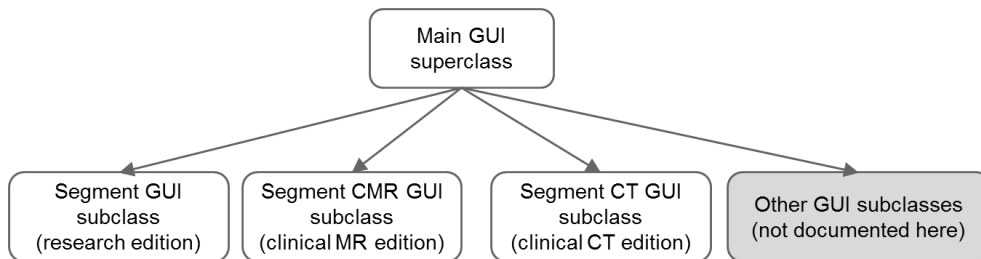 Main GUI
superclass
Segment GUI
subclass
(research edition)
Segment CMR GUI
subclass
(clinical MR edition)
Segment CT GUI
subclass
(clinical CT edition)
Other GUI subclasses
(not documented here)